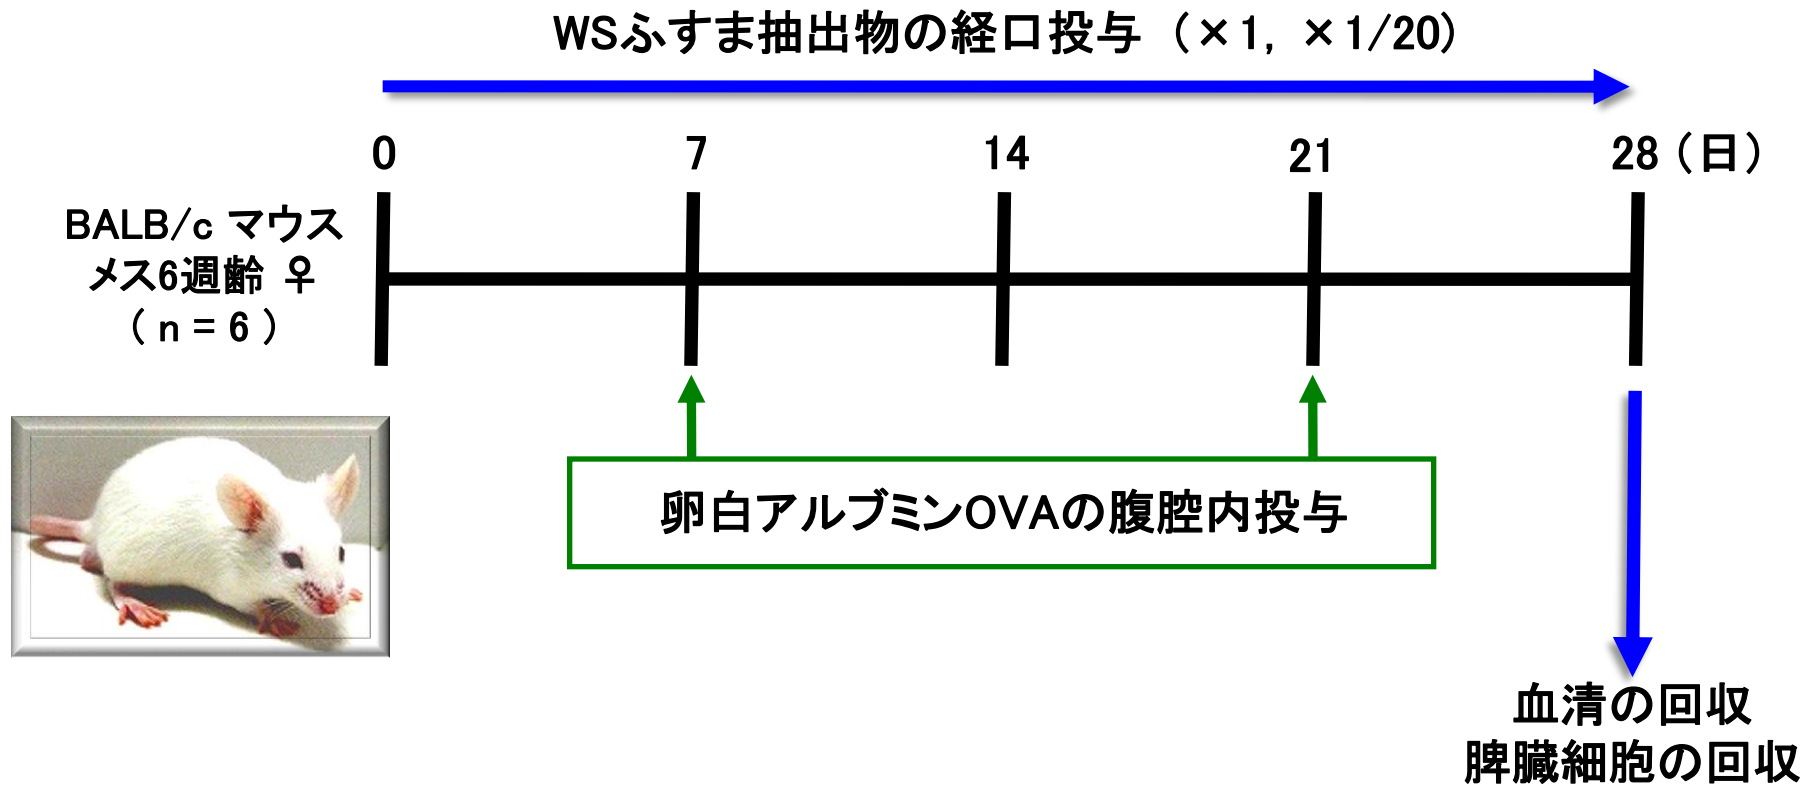 WSふすま抽出物の経口投与 （×1, ×1/20）
0 7 14 21 28（日）
BALB/c マウス
メス6週齢 ♀
( n = 6 )
卵白アルブミンOVAの腹腔内投与
血清の回収
脾臓細胞の回収